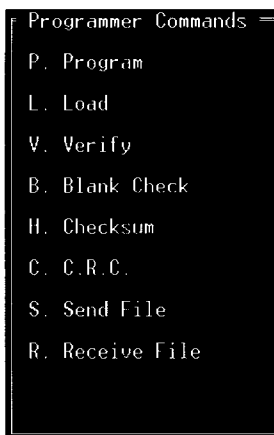 Programmer Commands
P. Program
L. Load
V. Verify
B. Blank Check
H. Checksum
C. C.R.C.
S. Send File
R. Receive File